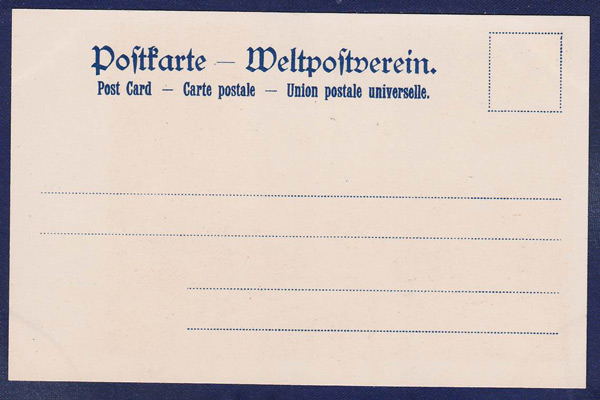 Postkarte — Weltpostverein.
Post Card — Carte postale — Union postale universelle.